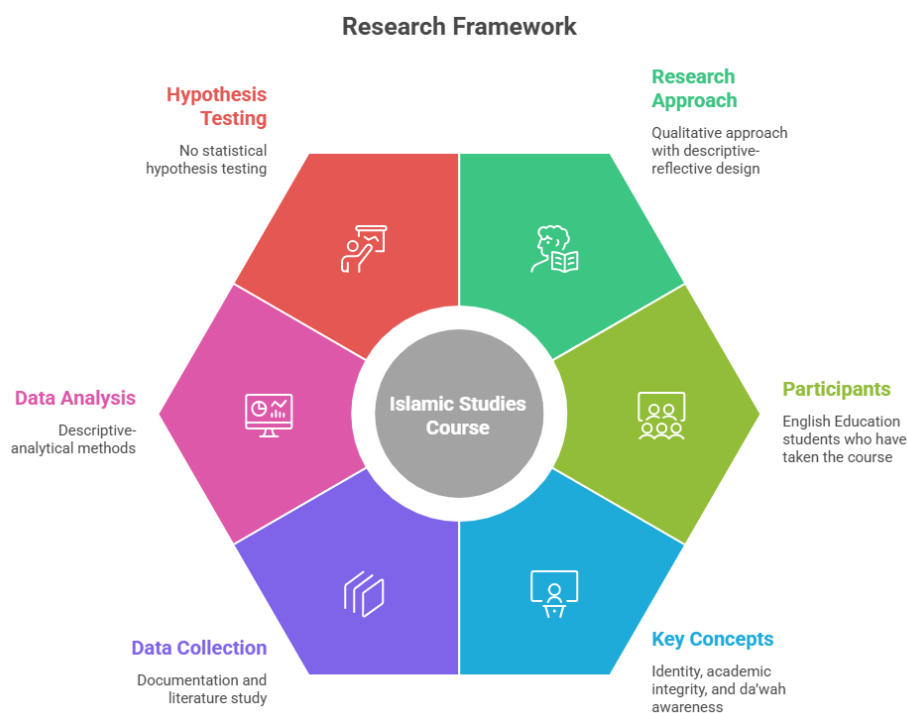 Research Framework
Hypothesis
Testing
No statistical
hypothesis testing
Research
Approach
Qualitative approach
with descriptive-
reflective design
Data Analysis
Descriptive-
analytical methods
Islamic Studies
Course
Participants
English Education
students who have
taken the course
Data Collection
Documentation and
literature study
Key Concepts
Identity, academic
integrity, and da'wah
awareness